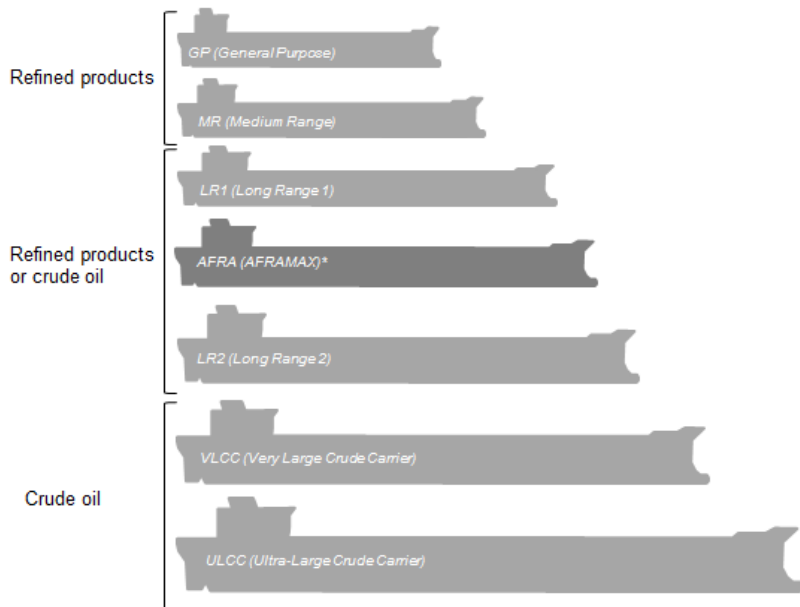 GP (General Purpose)
Refined products
MR (Medium Range)
LR1 (Long Range 1)
Refined products
or crude oil
AFRA (AFRAMAX)*
LR2 (Long Range 2)
VLCC (Very Large Crude Carrier)
Crude oil
ULCC (Ultra-Large Crude Carrier)